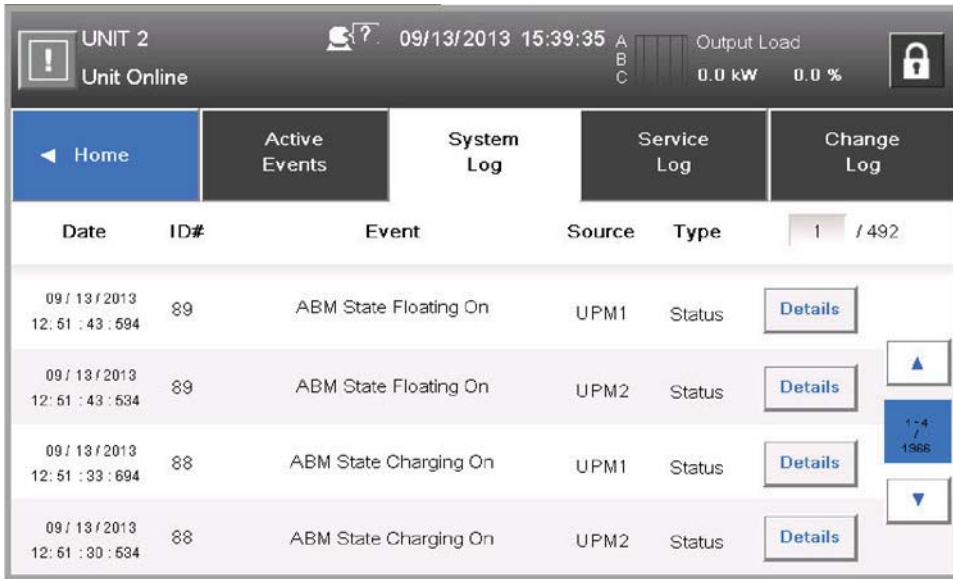 UNIT 2
Unit Online
?
09/13/2013 15:39:35
A
B
C
Output Load
0.0 kW 0.0 %
Home
Active
Events
System
Log
Service
Log
Change
Log
Date ID# Event Source Type 1 / 492
09/ 13/ 2013
12: 51 : 43 : 594
89 ABM State Floating On UPM1 Status Details
09/ 13/ 2013
12: 51 : 43 : 534
89 ABM State Floating On UPM2 Status Details
09/ 13/ 2013
12: 51 : 33 : 694
88 ABM State Charging On UPM1 Status Details
09/ 13/ 2013
12: 51 : 30 : 534
88 ABM State Charging On UPM2 Status Details
1-4
/
1966